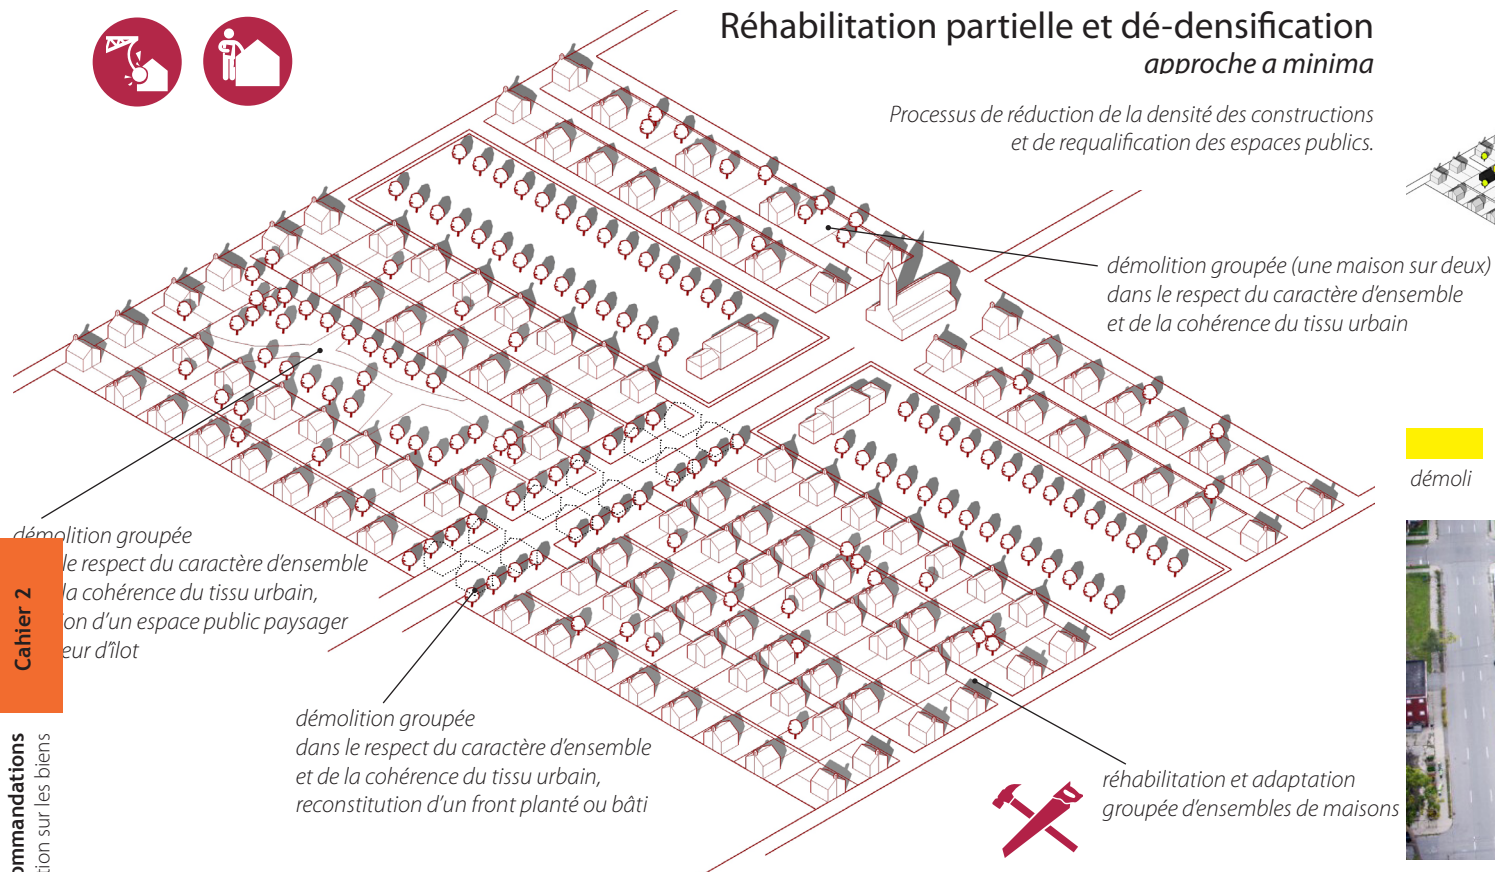 Réhabilitation partielle et dé-densification
approche a minima
Processus de réduction de la densité des constructions
et de requalification des espaces publics.
démolition groupée (une maison sur deux)
dans le respect du caractère d'ensemble
et de la cohérence du tissu urbain
démoli
démolition groupée
le respect du caractère d'ensemble
la cohérence du tissu urbain,
d'un espace public paysager
d'îlot
démolition groupée
dans le respect du caractère d'ensemble
et de la cohérence du tissu urbain,
reconstitution d'un front planté ou bâti
réhabilitation et adaptation
groupée d'ensembles de maisons
Cahier 2
ommandations
tion sur les biens